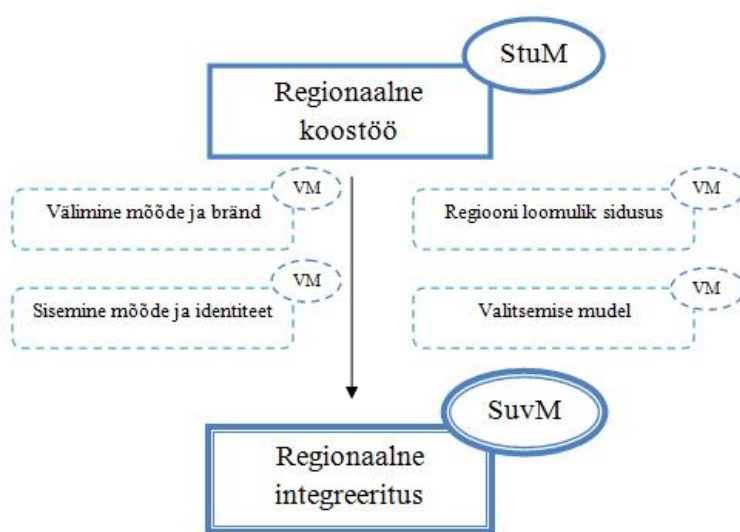 StuM
Regionaalne
koostöö
VM
Välimine mõõde ja bränd
VM
Regiooni loomulik sidusus
VM
Sisemine mõõde ja identiteet
VM
Valitsemise mudel
SuvM
Regionaalne
integreeritus